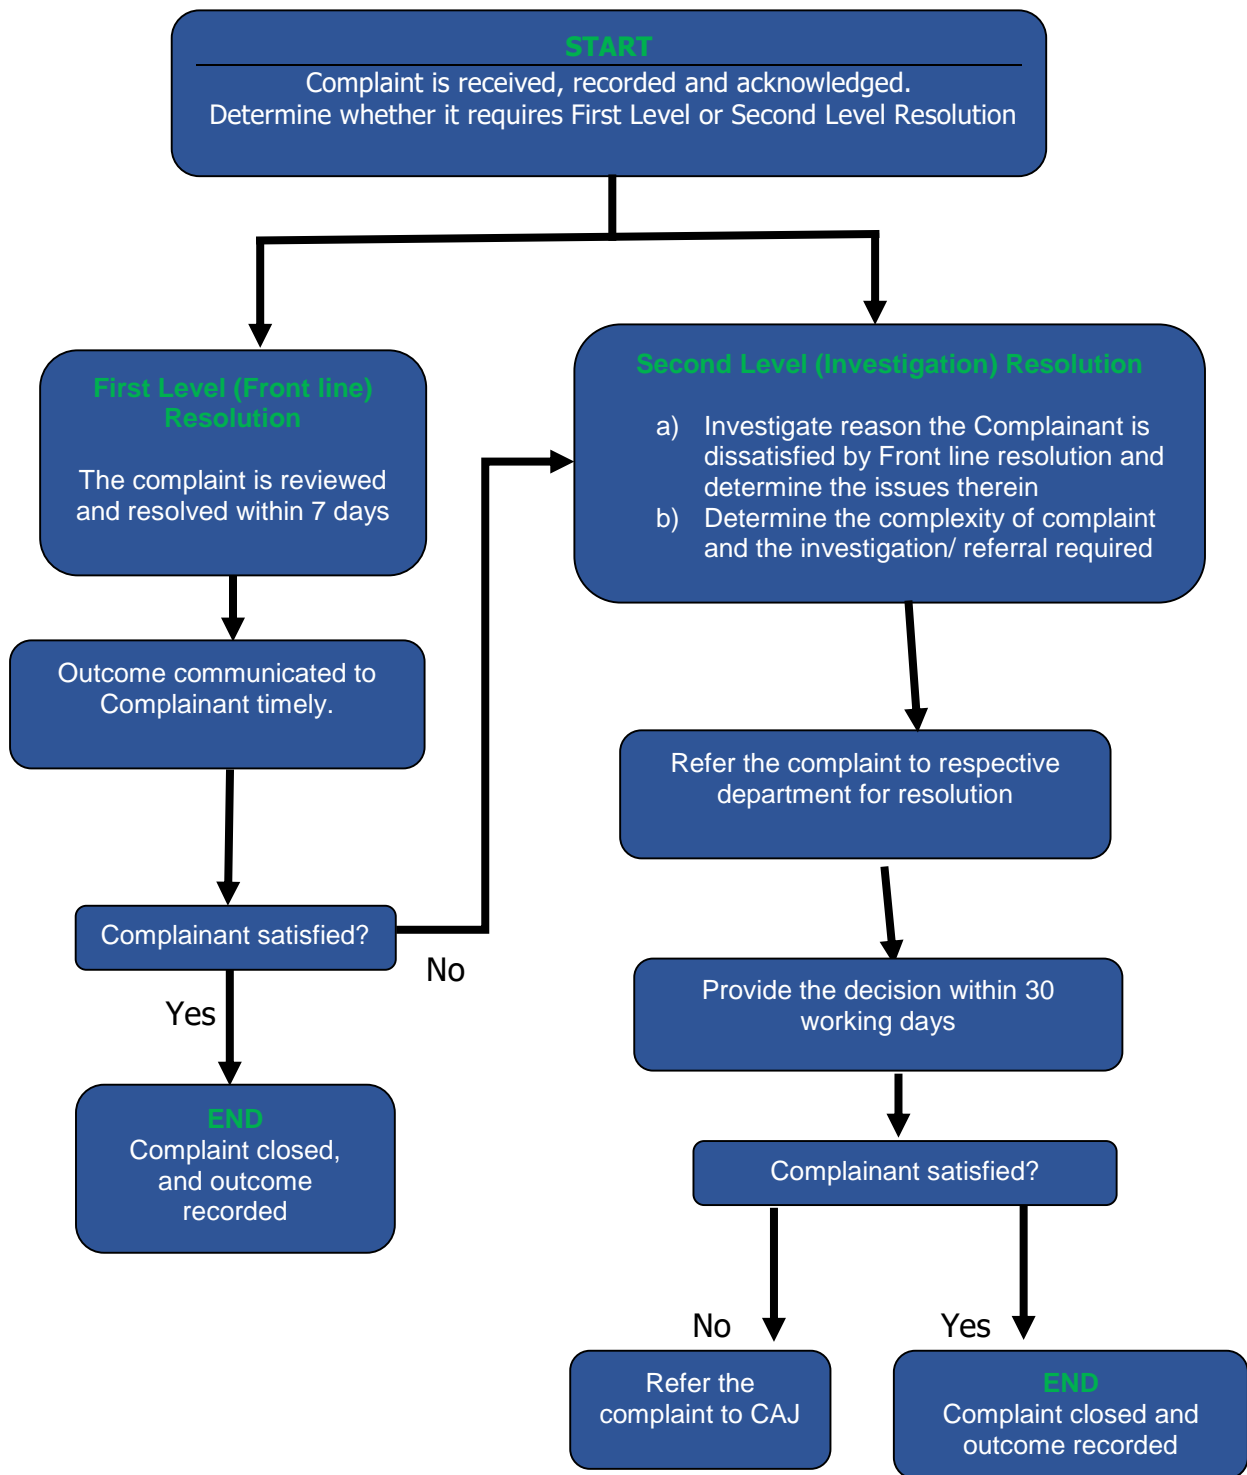 START
Complaint is received, recorded and acknowledged.
Determine whether it requires First Level or Second Level Resolution
First Level (Front line)
Resolution
The complaint is reviewed
and resolved within 7 days
Second Level (Investigation) Resolution
a) Investigate reason the Complainant is
dissatisfied by Front line resolution and
determine the issues therein
b) Determine the complexity of complaint
and the investigation/ referral required
Outcome communicated to
Complainant timely.
Refer the complaint to respective
department for resolution
Complainant satisfied?
No
Yes
Provide the decision within 30
working days
END
Complaint closed,
and outcome
recorded
Complainant satisfied?
No
Yes
Refer the
complaint to CAJ
END
Complaint closed and
outcome recorded